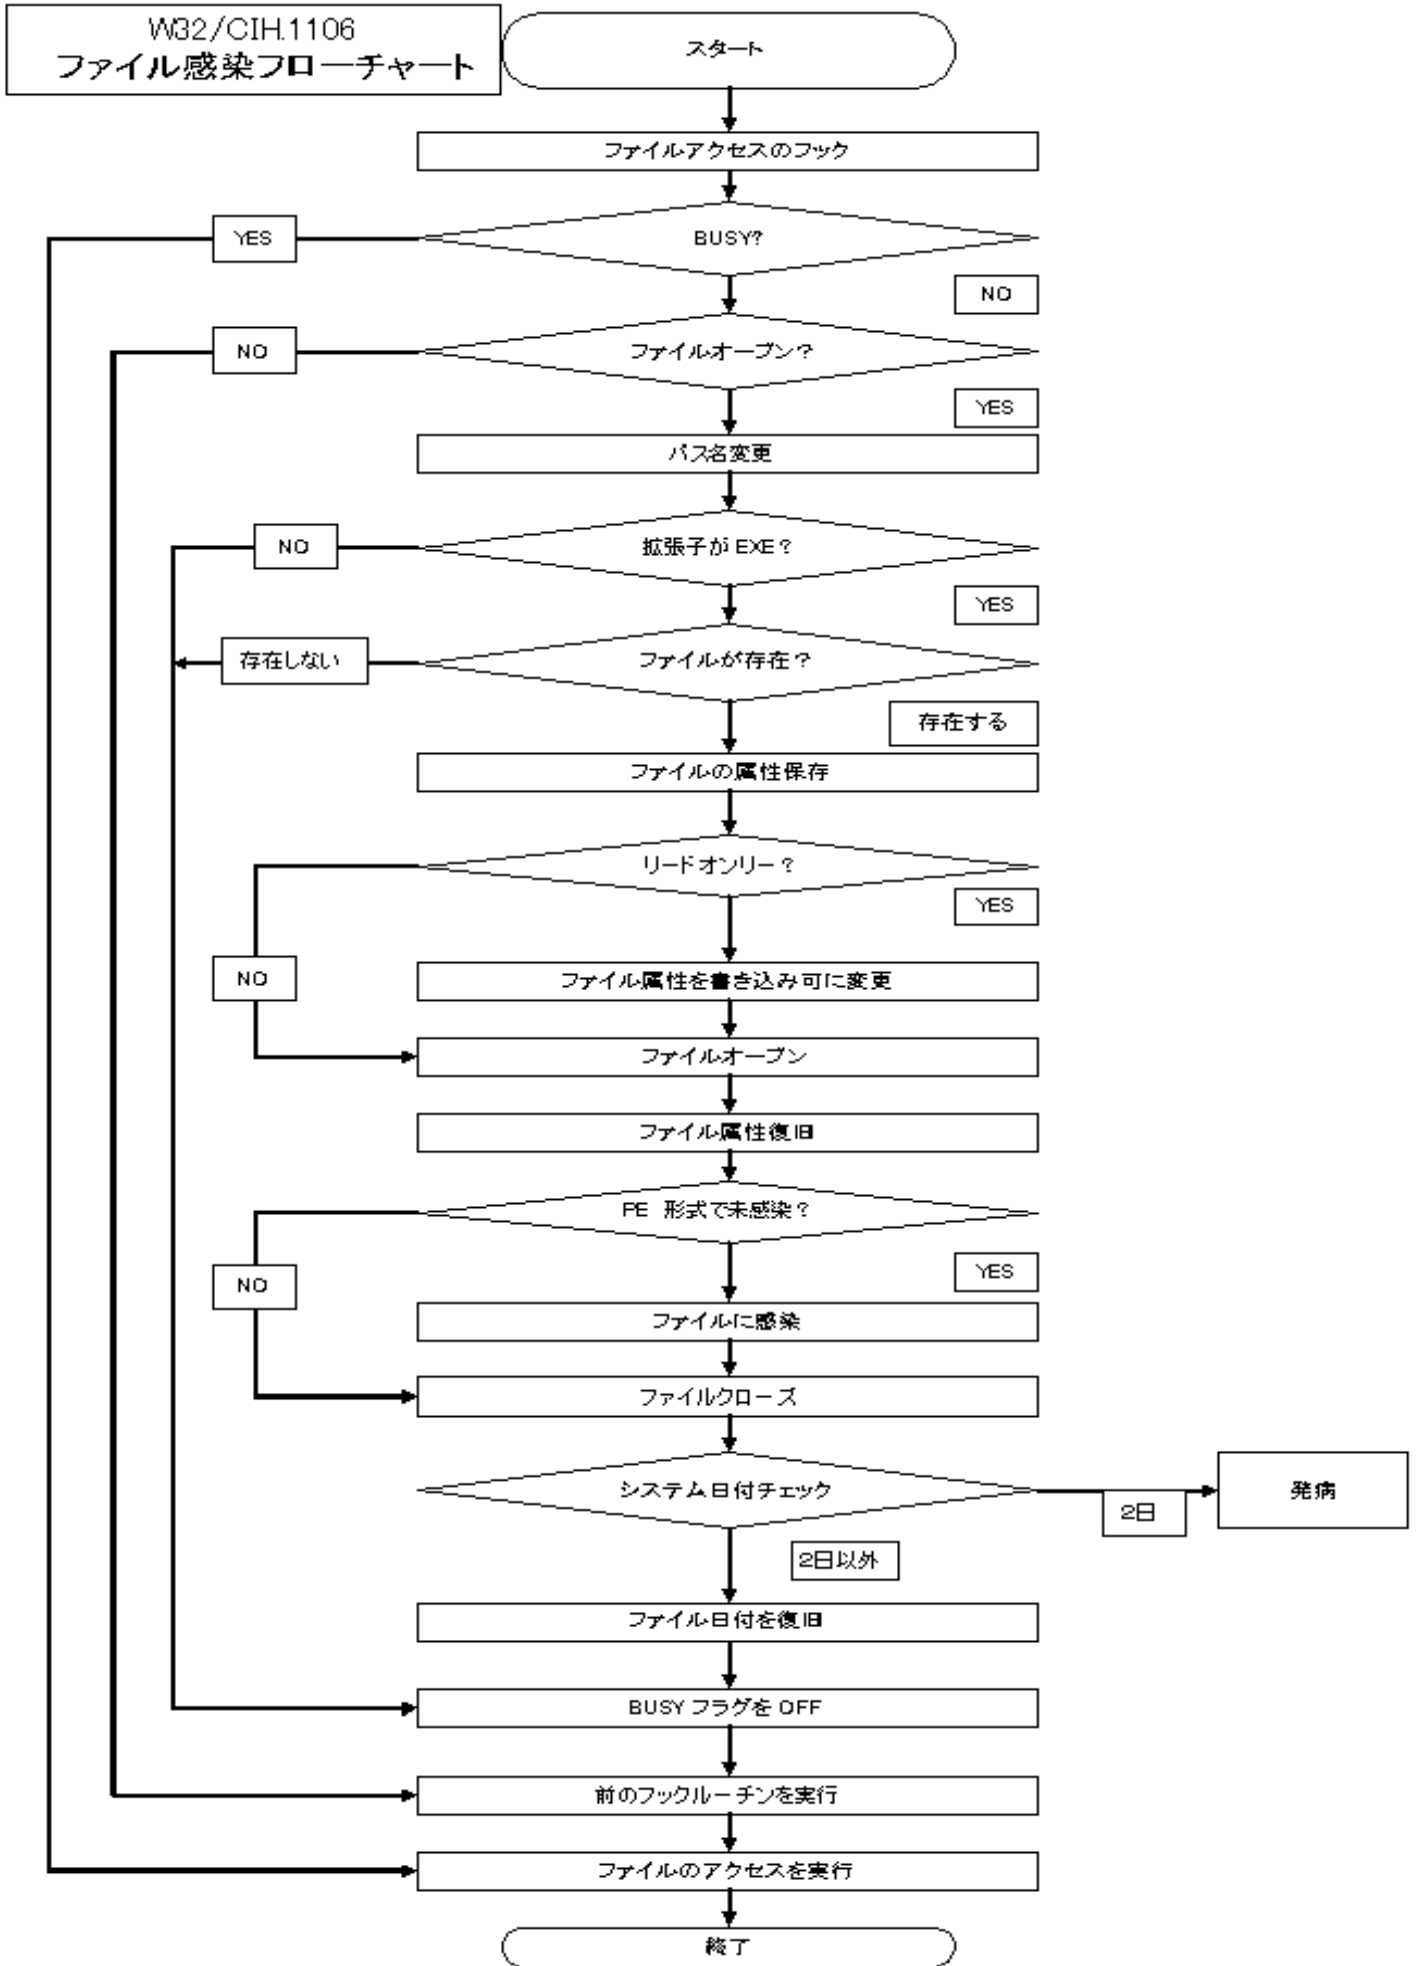 W32/CIH.1106
ファイル感染フローチャート
スタート
ファイルアクセスのフック
YES
BUSY?
NO
NO
ファイルオープン？
YES
パス名変更
NO
拡張子が EXE？
YES
存在しない
ファイルが存在？
存在する
ファイルの属性保存
リードオンリー？
YES
NO
ファイル属性を書き込み可に変更
ファイルオープン
ファイル属性復旧
PE 形式で未感染？
YES
NO
ファイルに感染
ファイルクローズ
システム日付チェック
2日
発病
2日以外
ファイル日付を復旧
BUSY フラグを OFF
前のフックルーチンを実行
ファイルのアクセスを実行
終了